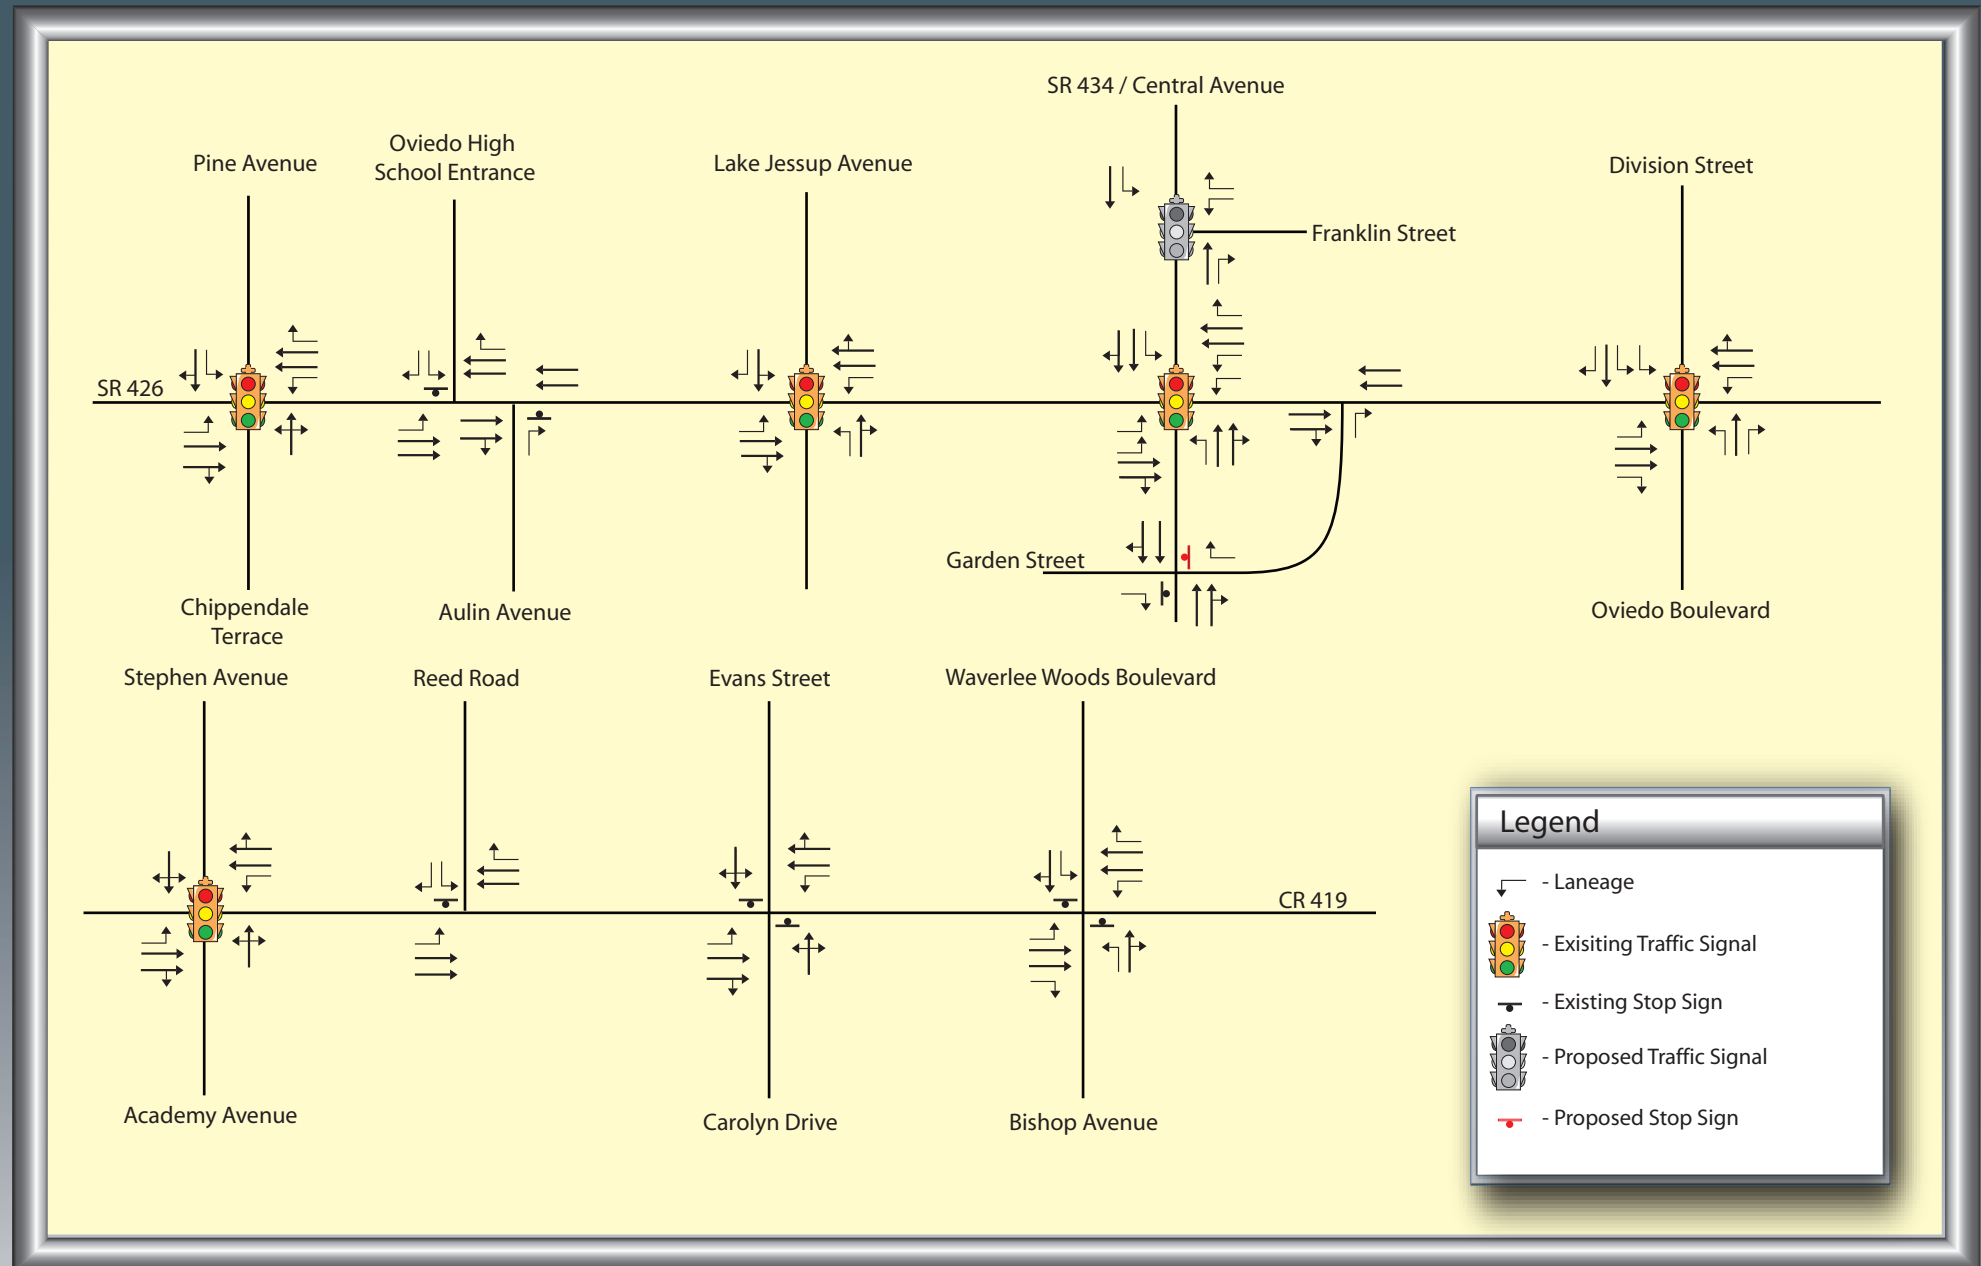 SR 434 / Central Avenue
Pine Avenue
Oviedo High
School Entrance
Lake Jessup Avenue
Division Street
Franklin Street
SR 426
Garden Street
Chippendale
Terrace
Aulin Avenue
Oviedo Boulevard
Stephen Avenue
Reed Road
Evans Street
Waverlee Woods Boulevard
CR 419
Academy Avenue
Carolyn Drive
Bishop Avenue
Legend
- Laneage
- Exisiting Traffic Signal
- Existing Stop Sign
- Proposed Traffic Signal
- Proposed Stop Sign